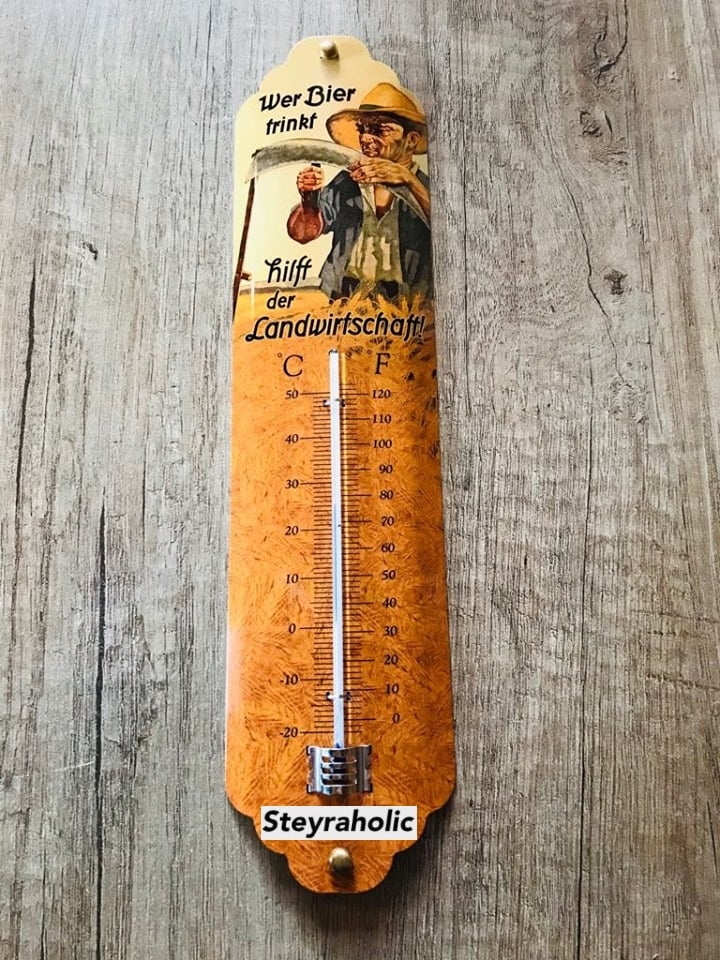 Wer Bier
trinkt
hilft
der
Landwirtschaft!
°C °F
50 120
110
40 100
90
30 80
70
20 60
10 50
40
0 30
20
-10 10
-20 0
Steyraholic